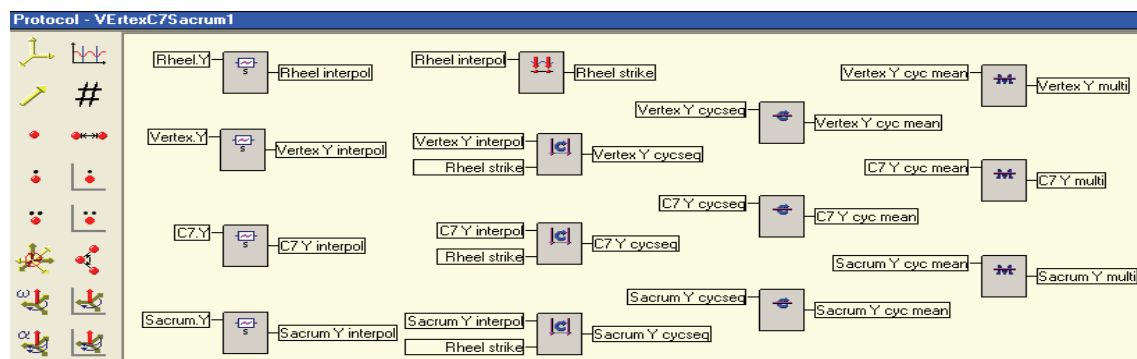 Protocol - VErtexC7Sacrum1
#
Rheel.Y
S
Rheel interpol
Rheel interpol
Rheel strike
Vertex Y cyc mean
M
Vertex Y multi
Vertex Y cycseq
Vertex Y cyc mean
Vertex.Y
S
Vertex Y interpol
Vertex Y interpol
Rheel strike
C
Vertex Y cycseq
C7 Y cyc mean
M
C7 Y multi
C7 Y cycseq
C7 Y cyc mean
C7.Y
S
C7 Y interpol
C7 Y interpol
Rheel strike
C
C7 Y cycseq
Sacrum Y cyc mean
M
Sacrum Y multi
Sacrum Y cycseq
Sacrum Y cyc mean
Sacrum.Y
S
Sacrum Y interpol
Sacrum Y interpol
Rheel strike
C
Sacrum Y cycseq
ω
α